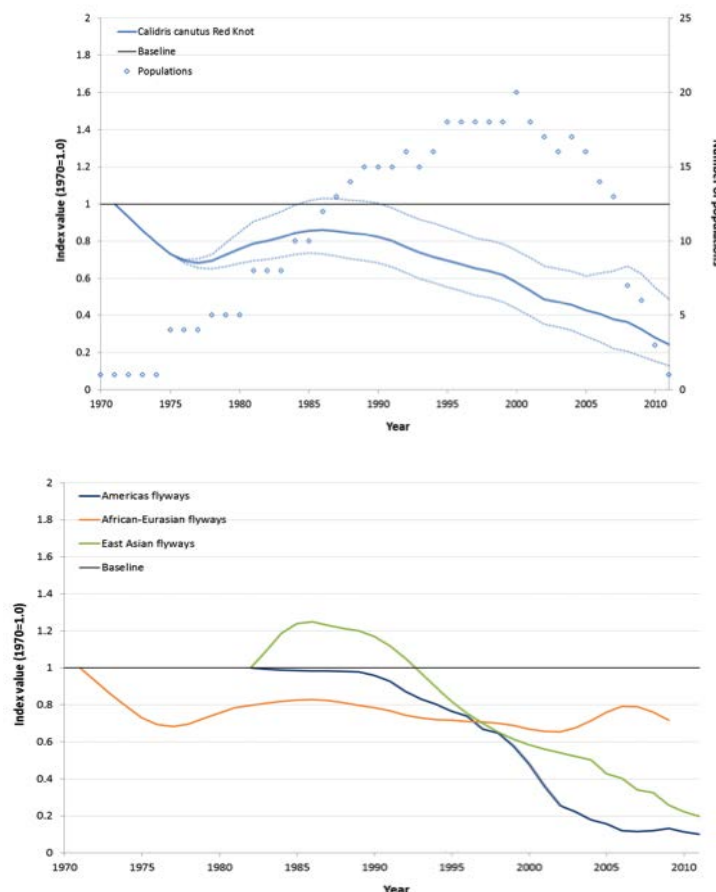 2
1.8
1.6
1.4
1.2
1
0.8
0.6
0.4
0.2
0
25
20
15
10
5
0
Calidris canutus Red Knot
Baseline
Populations
Index value (1970=1.0)
Number of populations
1970 1975 1980 1985 1990 1995 2000 2005 2010
Year
2
1.8
1.6
1.4
1.2
1
0.8
0.6
0.4
0.2
0
Americas flyways
African-Eurasian flyways
East Asian flyways
Baseline
Index value (1970=1.0)
1970 1975 1980 1985 1990 1995 2000 2005 2010
Year